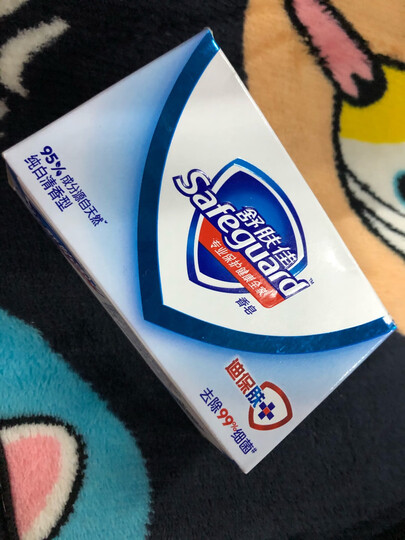 95%成分源自天然
纯白清香型
舒肤佳
Safeguard
专业保护 健康全家
香皂
迪保肤
去除99%细菌